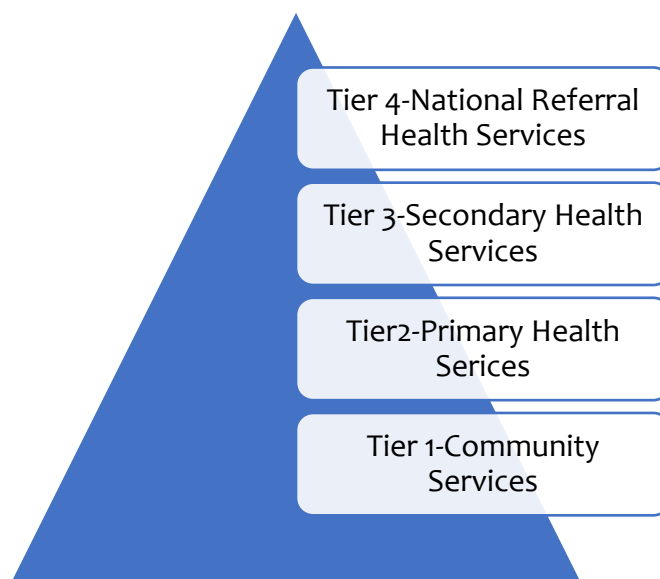 Tier 4-National Referral
Health Services
Tier 3-Secondary Health
Services
Tier2-Primary Health
Serices
Tier 1-Community
Services